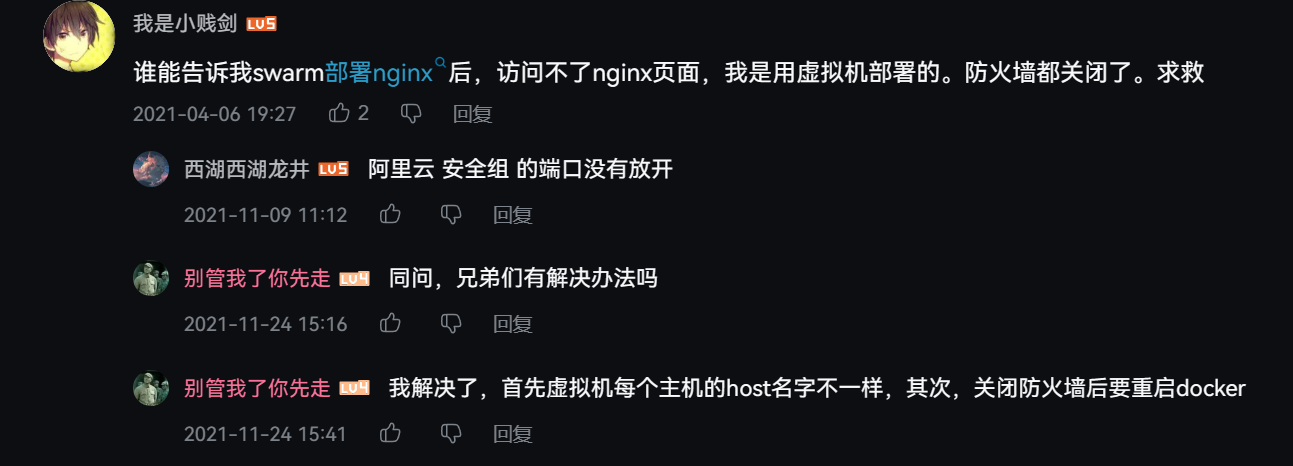 我是小贱剑 LV5
谁能告诉我swarm部署nginx后，访问不了nginx页面，我是用虚拟机部署的。防火墙都关闭了。求救
2021-04-06 19:27 2 回复
西湖西湖龙井 LV5 阿里云 安全组 的端口没有放开
2021-11-09 11:12 回复
别管我了你先走 LV4 同问，兄弟们有解决办法吗
2021-11-24 15:16 回复
别管我了你先走 LV4 我解决了，首先虚拟机每个主机的host名字不一样，其次，关闭防火墙后要重启docker
2021-11-24 15:41 回复